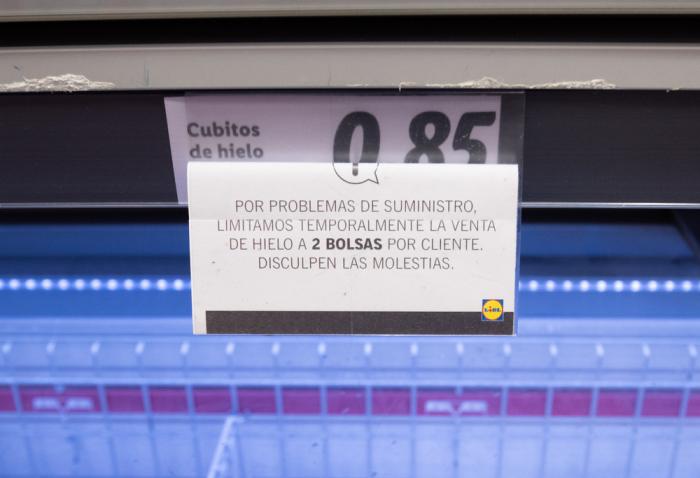 Cubitos
de hielo
0.85
POR PROBLEMAS DE SUMINISTRO,
LIMITAMOS TEMPORALMENTE LA VENTA
DE HIELO A 2 BOLSAS POR CLIENTE.
DISCULPEN LAS MOLESTIAS.
LIDL